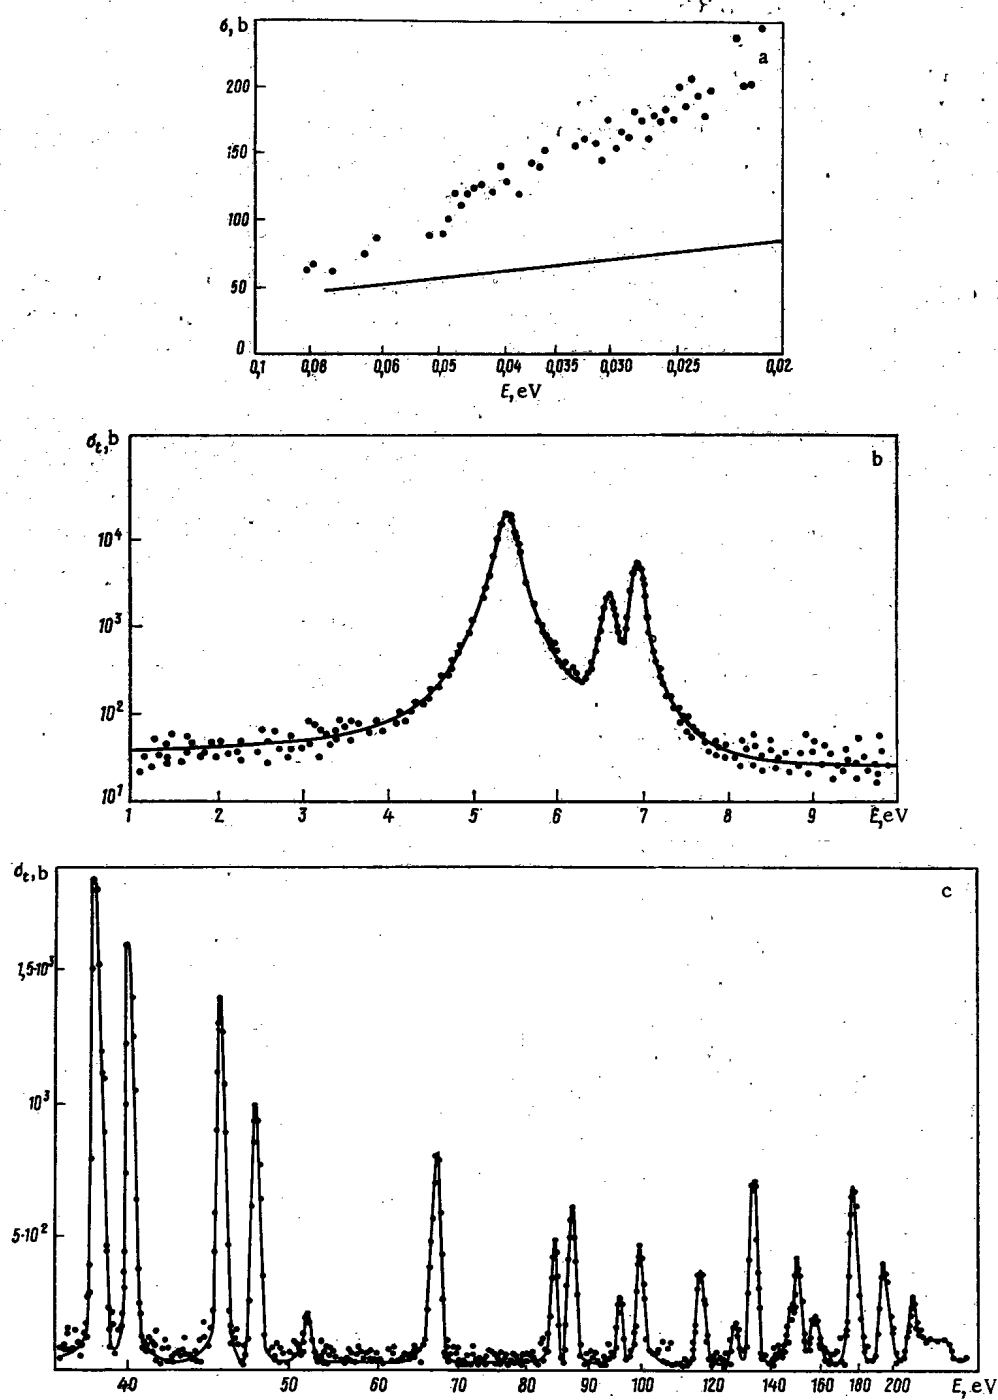 σ, b
a
200
150
100
50
0
0,1 0,08 0,06 0,05 0,04 0,035 0,030 0,025 0,02
E, eV
σt, b
b
10⁴
10³
10²
10¹
1 2 3 4 5 6 7 8 9 E, eV
σt, b
c
1,5·10³
10³
5·10²
40 50 60 70 80 90 100 120 140 160 180 200 E, eV